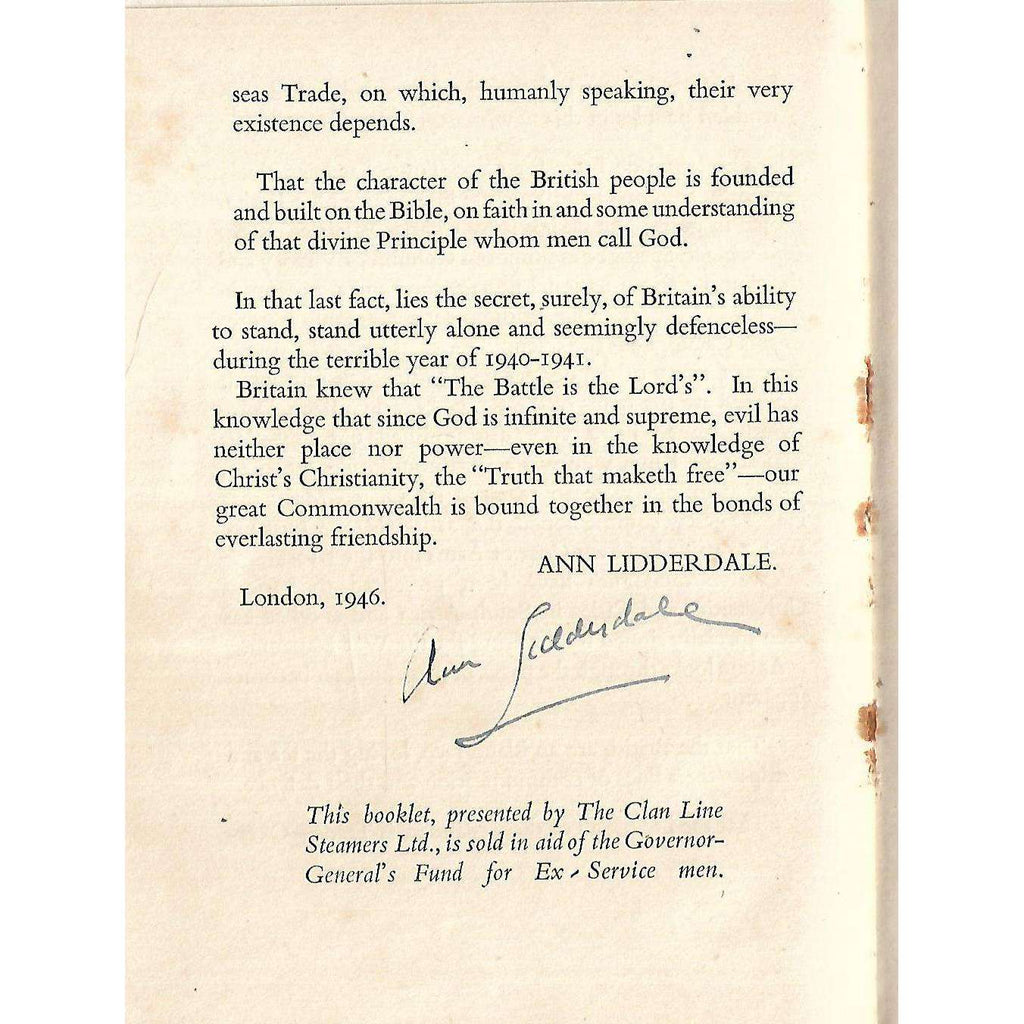 seas Trade, on which, humanly speaking, their very
existence depends.
That the character of the British people is founded
and built on the Bible, on faith in and some understanding
of that divine Principle whom men call God.
In that last fact, lies the secret, surely, of Britain's ability
to stand, stand utterly alone and seemingly defenceless—
during the terrible year of 1940-1941.
Britain knew that “The Battle is the Lord's”. In this
knowledge that since God is infinite and supreme, evil has
neither place nor power—even in the knowledge of
Christ's Christianity, the “Truth that maketh free”—our
great Commonwealth is bound together in the bonds of
everlasting friendship.
ANN LIDDERDALE.
London, 1946.
Ann Lidderdale
This booklet, presented by The Clan Line
Steamers Ltd., is sold in aid of the Governor-
General's Fund for Ex-Service men.